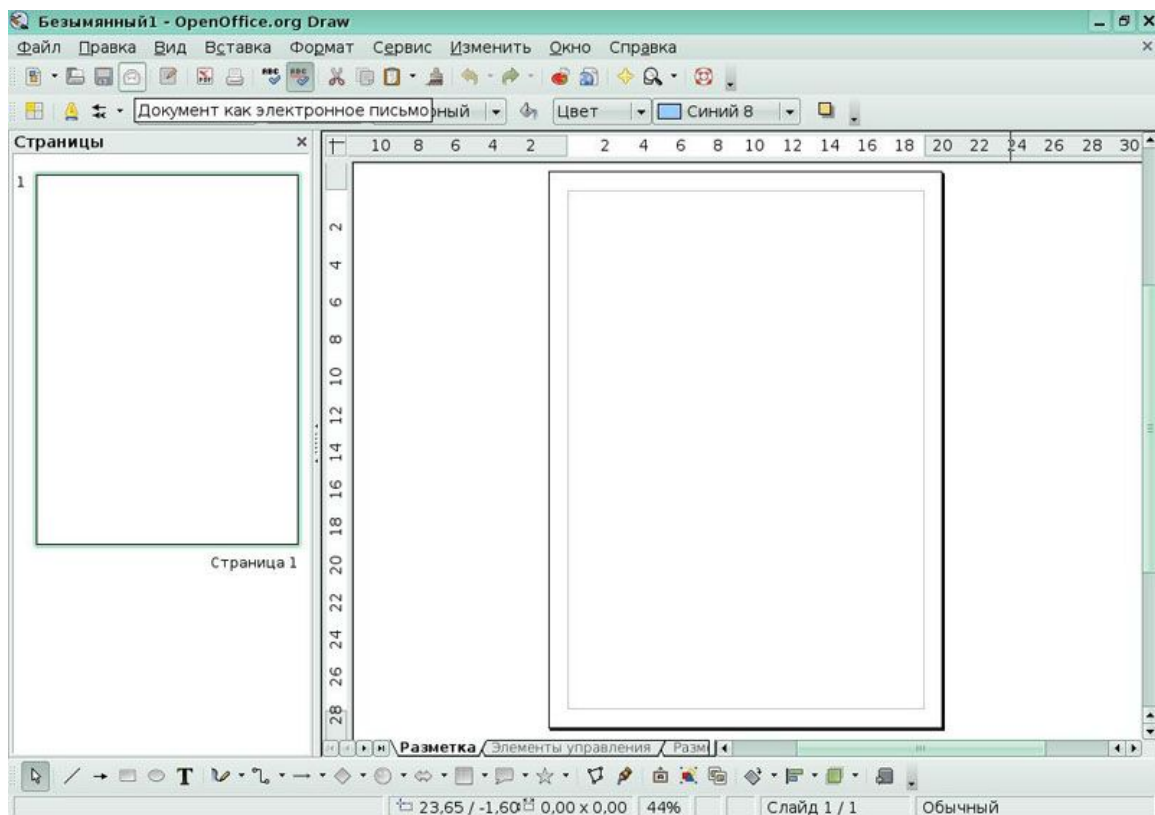 Безымянный1 - OpenOffice.org Draw
Файл Правка Вид Вставка Формат Сервис Изменить Окно Справка
Документ как электронное письмо рный Цвет Синий 8
Страницы
10 8 6 4 2 2 4 6 8 10 12 14 16 18 20 22 24 26 28 30
1
2
4
6
8
10
12
14
16
18
20
22
24
26
28
Страница 1
Разметка Элементы управления Разм
T
23,65 / -1,60 0,00 x 0,00 44% Слайд 1 / 1 Обычный